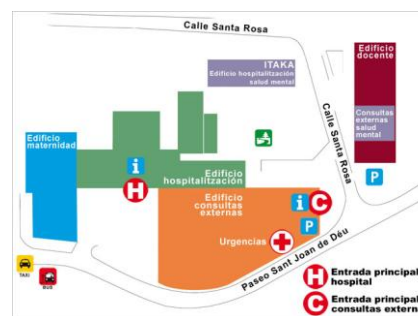 Calle Santa Rosa
Edificio
docente
ITAKA
Edificio hospitalización
salud mental
Calle Santa Rosa
Consultas
externas
salud
mental
Edificio
maternidad
i
H
Edificio
hospitalización
P
Edificio
consultas
externas
i
C
P
Urgencias
Paseo Sant Joan de Déu
TAXI
BUS
H
Entrada principal
hospital
C
Entrada principal
consultas extern